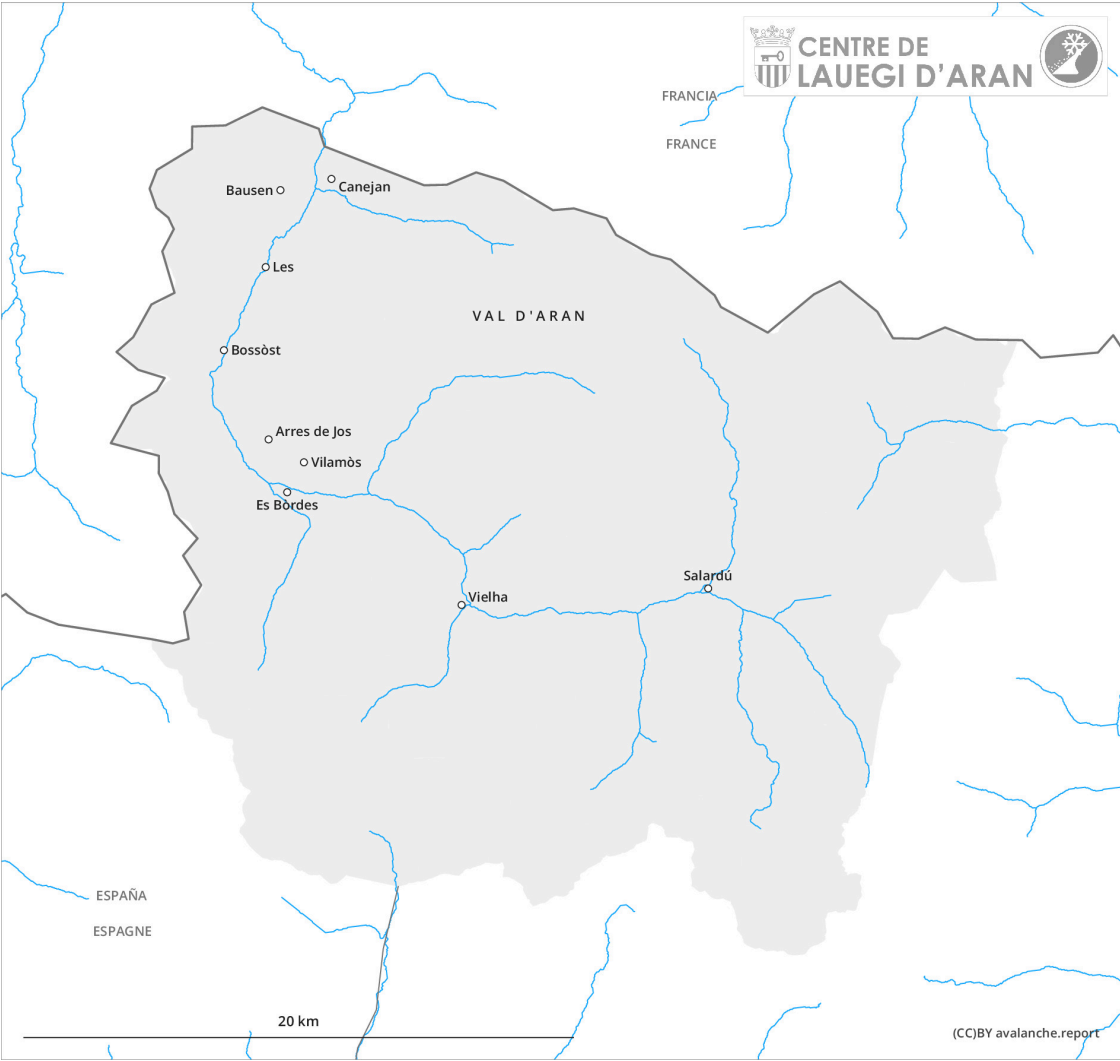 CENTRE DE
LAUEGI D'ARAN
FRANCIA
FRANCE
Bausen
Canejan
Les
VAL D'ARAN
Bossòst
Arres de Jos
Vilamòs
Es Bòrdes
Salardú
Vielha
ESPAÑA
ESPAGNE
20 km
(CC)BY avalanche.report